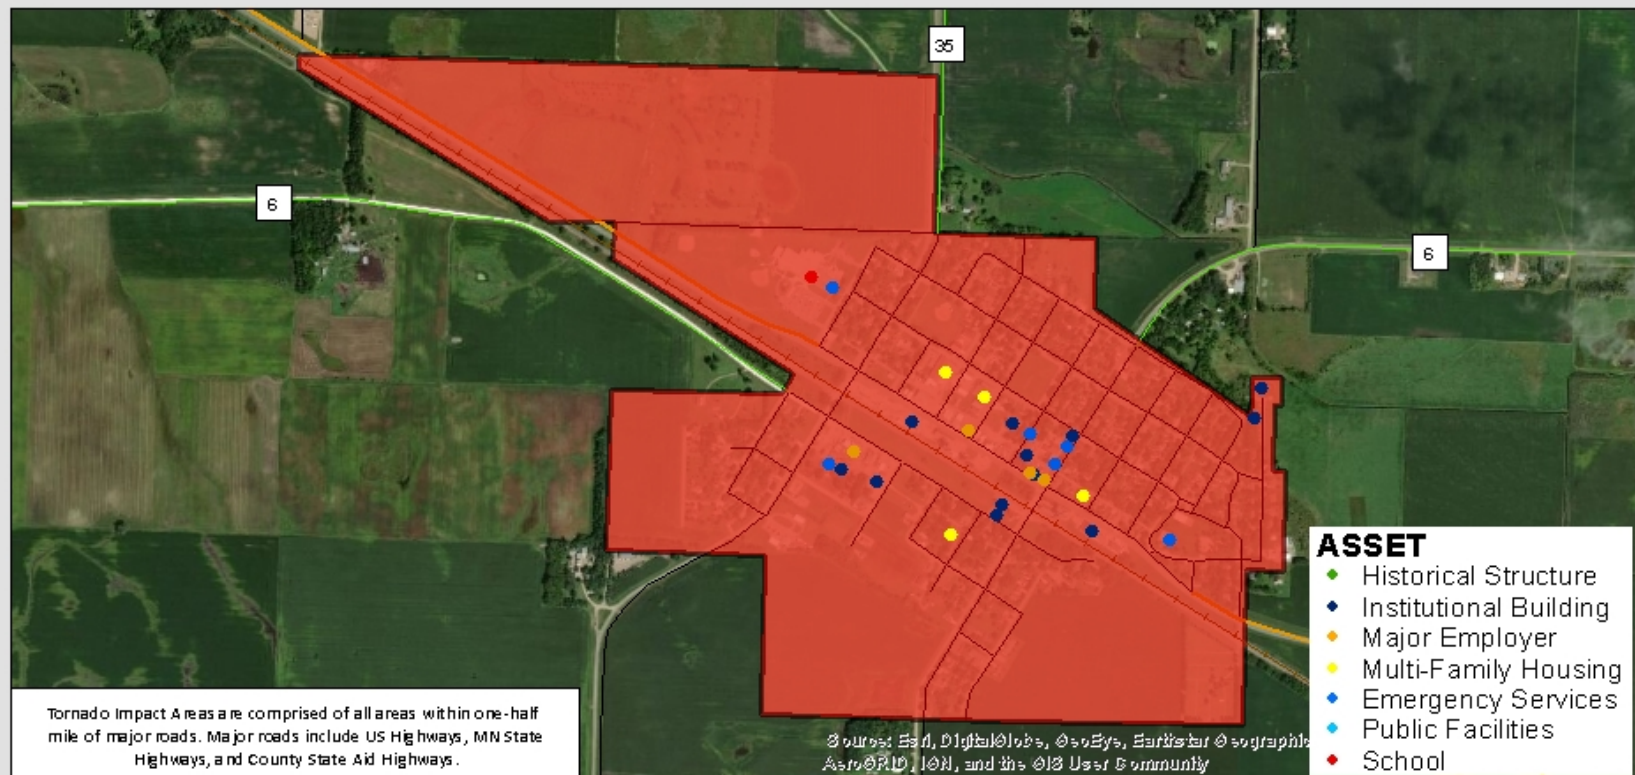 35
6
6
ASSET
Historical Structure
Institutional Building
Major Employer
Multi-Family Housing
Emergency Services
Public Facilities
School
Tornado Impact Areas are comprised of all areas within one-half
mile of major roads. Major roads include US Highways, MN State
Highways, and County State Aid Highways.
Source: Esri, DigitalGlobe, GeoEye, Earthstar Geographic
AeroGRID, IGN, and the GIS User Community